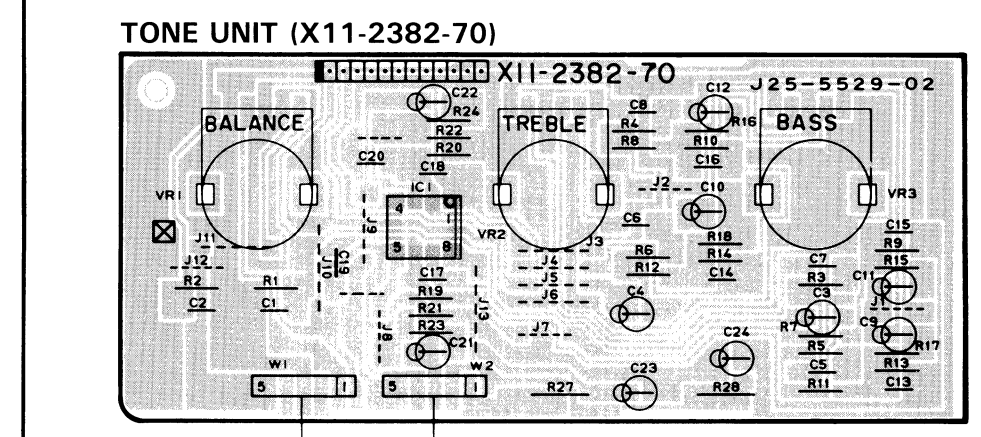 TONE UNIT (X11-2382-70)
X11-2382-70
J25-5529-02
C22
R24
C8
C12
BALANCE
TREBLE
R4
R16
BASS
R22
R8
R10
R20
C20
C16
C18
IC1
J2
C10
VR1
4
VR3
J9
5
8
VR2
C6
C15
J11
J3
R18
R9
J12
J10
C19
J4
R6
R14
C7
R15
R2
R1
C17
J5
R12
C14
R3
C11
C2
C1
R19
J6
C4
C3
J1
R21
J13
J8
R23
J7
C24
R7
C9
C21
R5
R17
W1
W2
C23
C5
R13
5
1
5
1
R27
R28
R11
C13